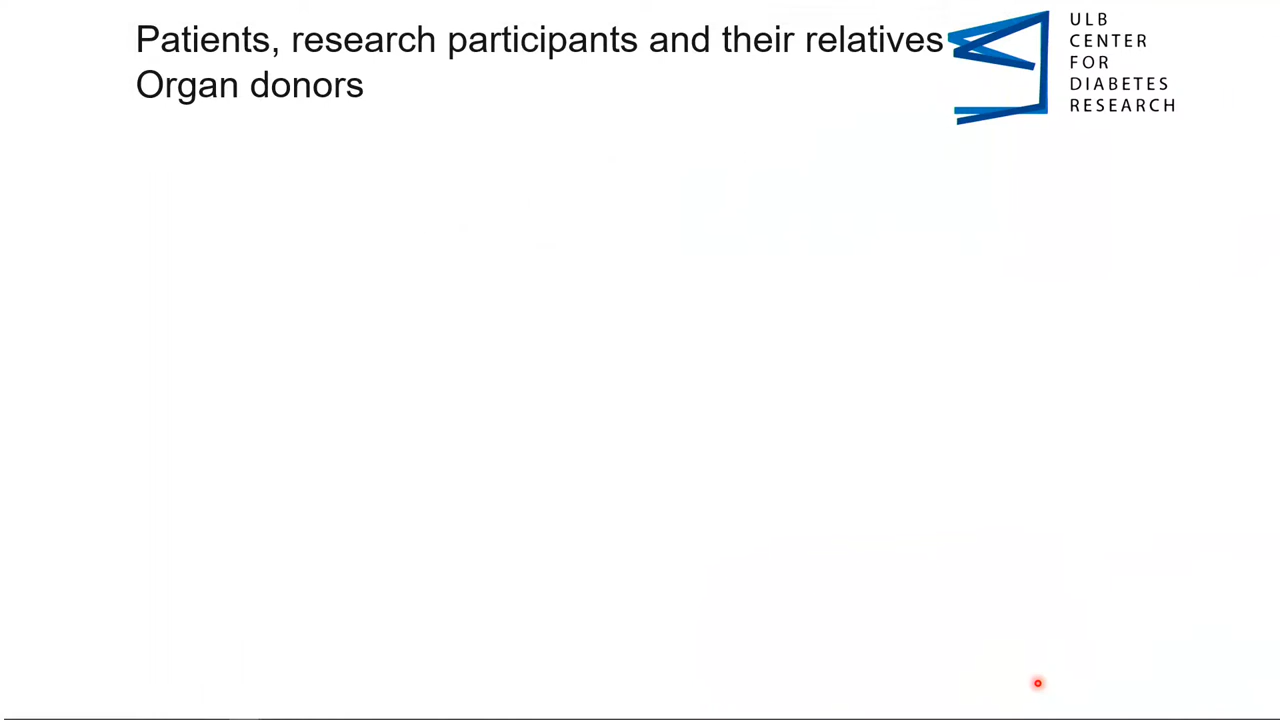 Patients, research participants and their relatives
Organ donors
ULB
CENTER
FOR
DIABETES
RESEARCH